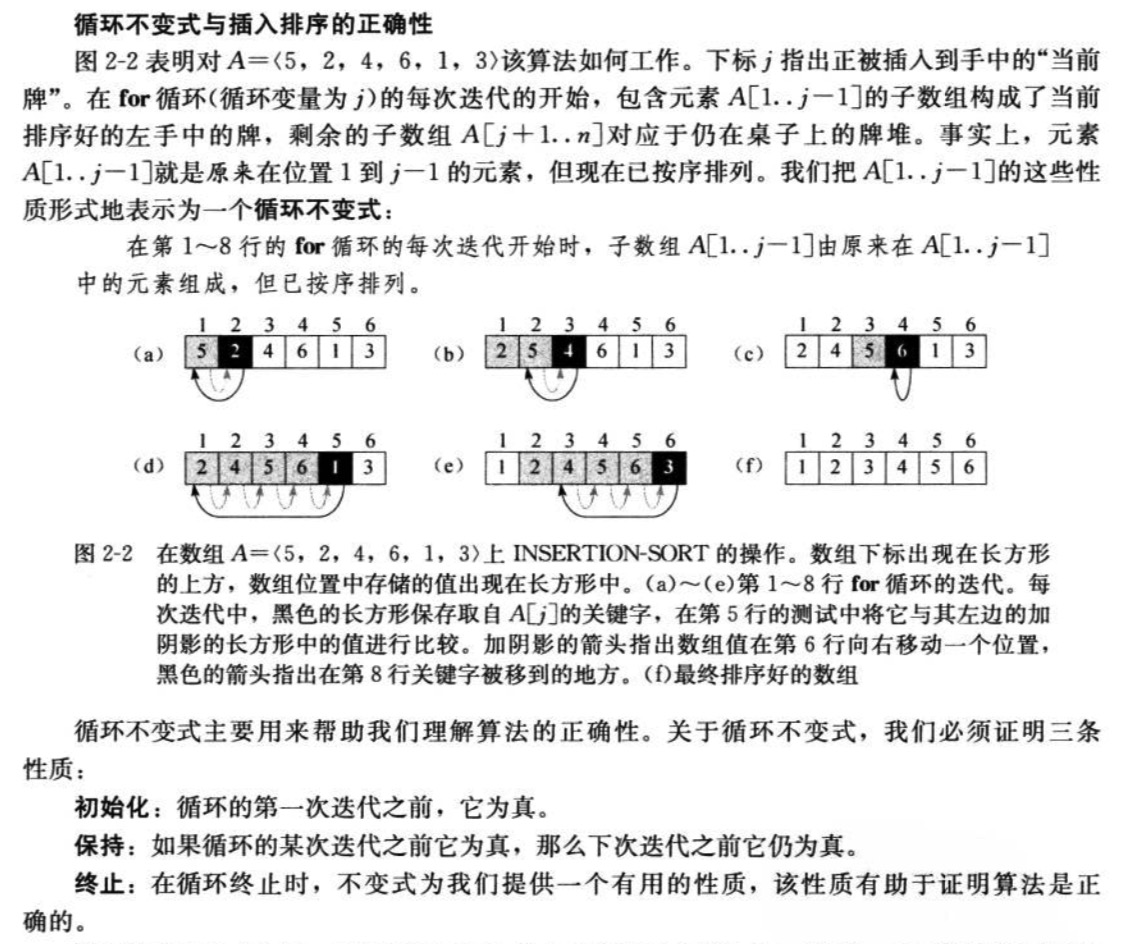 循环不变式与插入排序的正确性
图 2-2 表明对 A=〈5，2，4，6，1，3〉该算法如何工作。下标 j 指出正被插入到手中的“当前
牌”。在 for 循环(循环变量为 j)的每次迭代的开始，包含元素 A[1..j－1]的子数组构成了当前
排序好的左手中的牌，剩余的子数组 A[j＋1..n]对应于仍在桌子上的牌堆。事实上，元素
A[1..j－1]就是原来在位置 1 到 j－1 的元素，但现在已按序排列。我们把 A[1..j－1]的这些性
质形式地表示为一个循环不变式：
在第 1～8 行的 for 循环的每次迭代开始时，子数组 A[1..j－1]由原来在 A[1..j－1]
中的元素组成，但已按序排列。
1 2 3 4 5 6
(a) 5 2 4 6 1 3
1 2 3 4 5 6
(b) 2 5 4 6 1 3
1 2 3 4 5 6
(c) 2 4 5 6 1 3
1 2 3 4 5 6
(d) 2 4 5 6 1 3
1 2 3 4 5 6
(e) 1 2 4 5 6 3
1 2 3 4 5 6
(f) 1 2 3 4 5 6
图 2-2 在数组 A=〈5，2，4，6，1，3〉上 INSERTION-SORT 的操作。数组下标出现在长方形
的上方，数组位置中存储的值出现在长方形中。(a)～(e)第 1～8 行 for 循环的迭代。每
次迭代中，黑色的长方形保存取自 A[j]的关键字，在第 5 行的测试中将它与其左边的加
阴影的长方形中的值进行比较。加阴影的箭头指出数组值在第 6 行向右移动一个位置，
黑色的箭头指出在第 8 行关键字被移到的地方。(f)最终排序好的数组
循环不变式主要用来帮助我们理解算法的正确性。关于循环不变式，我们必须证明三条
性质：
初始化：循环的第一次迭代之前，它为真。
保持：如果循环的某次迭代之前它为真，那么下次迭代之前它仍为真。
终止：在循环终止时，不变式为我们提供一个有用的性质，该性质有助于证明算法是正
确的。